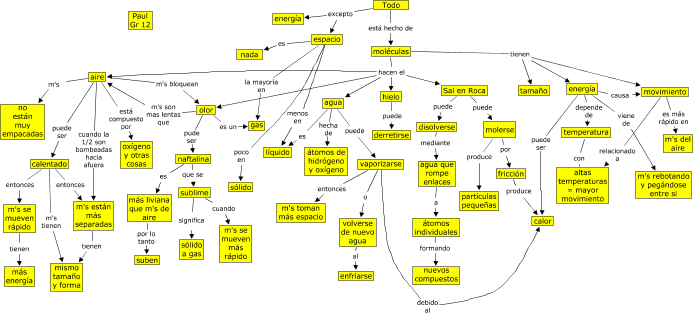 Paul
Gr 12
Todo
excepto
energía
está hecho de
espacio
es
nada
moléculas
tienen
la mayoría
en
hacen el
m's
aire
m's bloquean
no
están
muy
empacadas
olor
m's son
mas lentas
que
está
compuesto
por
es un
gas
menos
en
agua
hielo
Sal en Roca
tamaño
energía
causa
movimiento
puede
ser
cuando la
1/2 son
bombeadas
hacia
afuera
oxígeno
y otras
cosas
pude
ser
naftalina
es
que se
poco
en
sólido
líquido
es
hecha
de
átomos de
hidrógeno
y oxígeno
puede
vaporizarse
puede
derretirse
puede
disolverse
mediante
agua que
rompe
enlaces
a
átomos
individuales
formando
nuevos
compuestos
puede
molerse
produce
partículas
pequeñas
por
fricción
produce
calor
puede
ser
depende
de
temperatura
con
altas
temperaturas
= mayor
movimiento
viene
de
relacionado
a
es más
rápido en
m's del
aire
m's rebotando
y pegándose
entre si
calentado
entonces
m's se
mueven
rápido
tienen
más
energía
m's
tienen
entonces
m's están
más
separadas
tienen
mismo
tamaño
y forma
más liviana
que m's de
aire
por lo
tanto
suben
sublime
significa
sólido
a gas
cuando
m's se
mueven
más
rápido
entonces
m's toman
más espacio
o
volverse
de nuevo
agua
al
enfriarse
debido
al